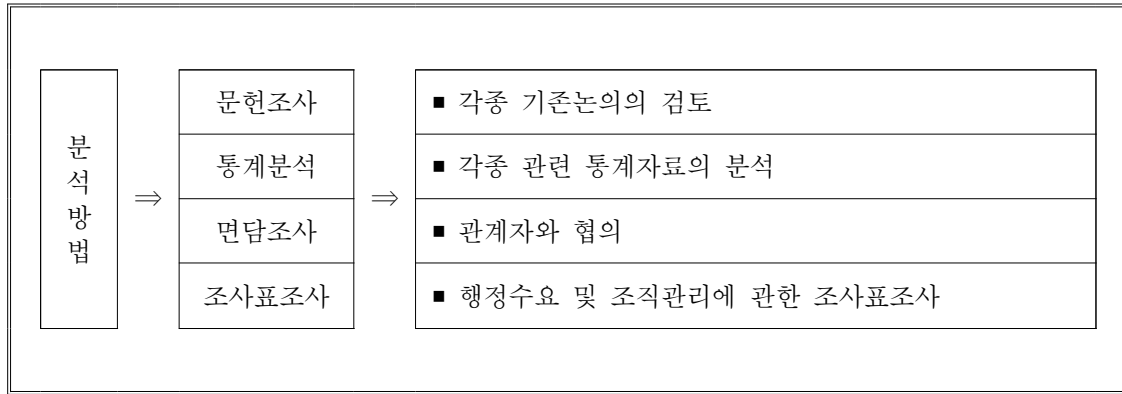 분석방법
⇒
문헌조사
⇒
■ 각종 기존논의의 검토
통계분석
■ 각종 관련 통계자료의 분석
면담조사
■ 관계자와 협의
조사표조사
■ 행정수요 및 조직관리에 관한 조사표조사